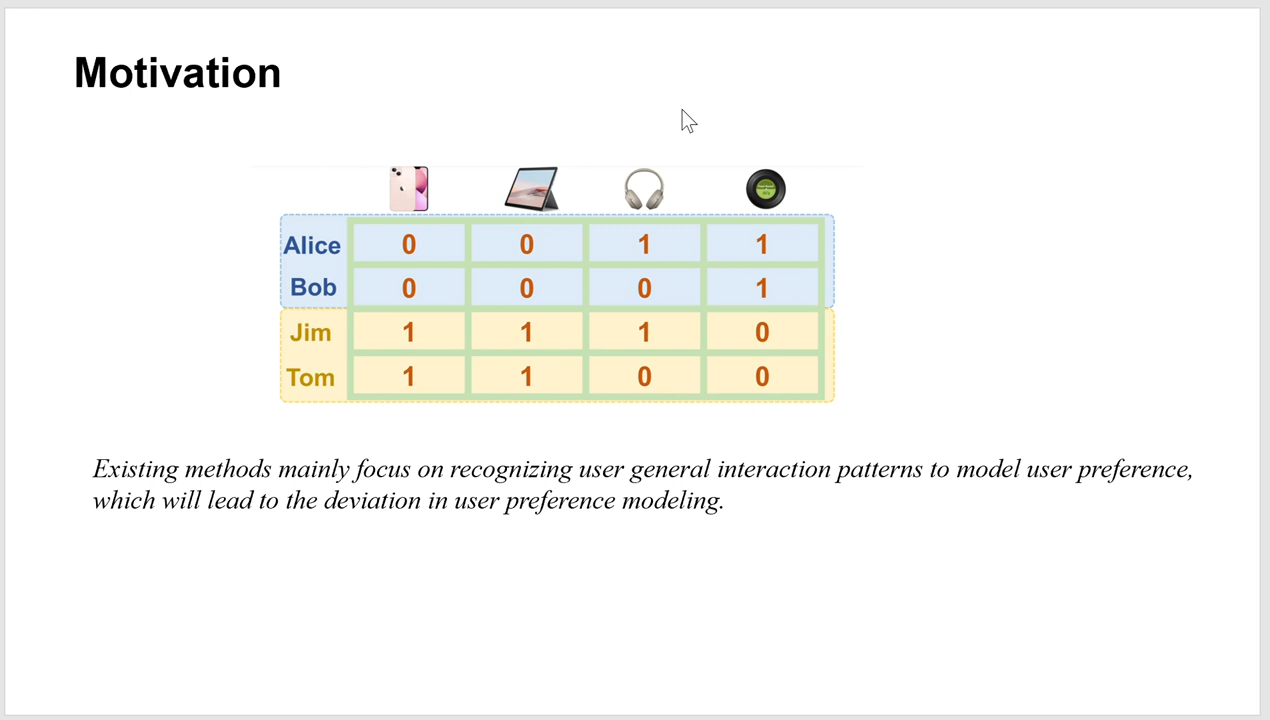 Motivation
Alice 0 0 1 1
Bob 0 0 0 1
Jim 1 1 1 0
Tom 1 1 0 0
Existing methods mainly focus on recognizing user general interaction patterns to model user preference,
which will lead to the deviation in user preference modeling.